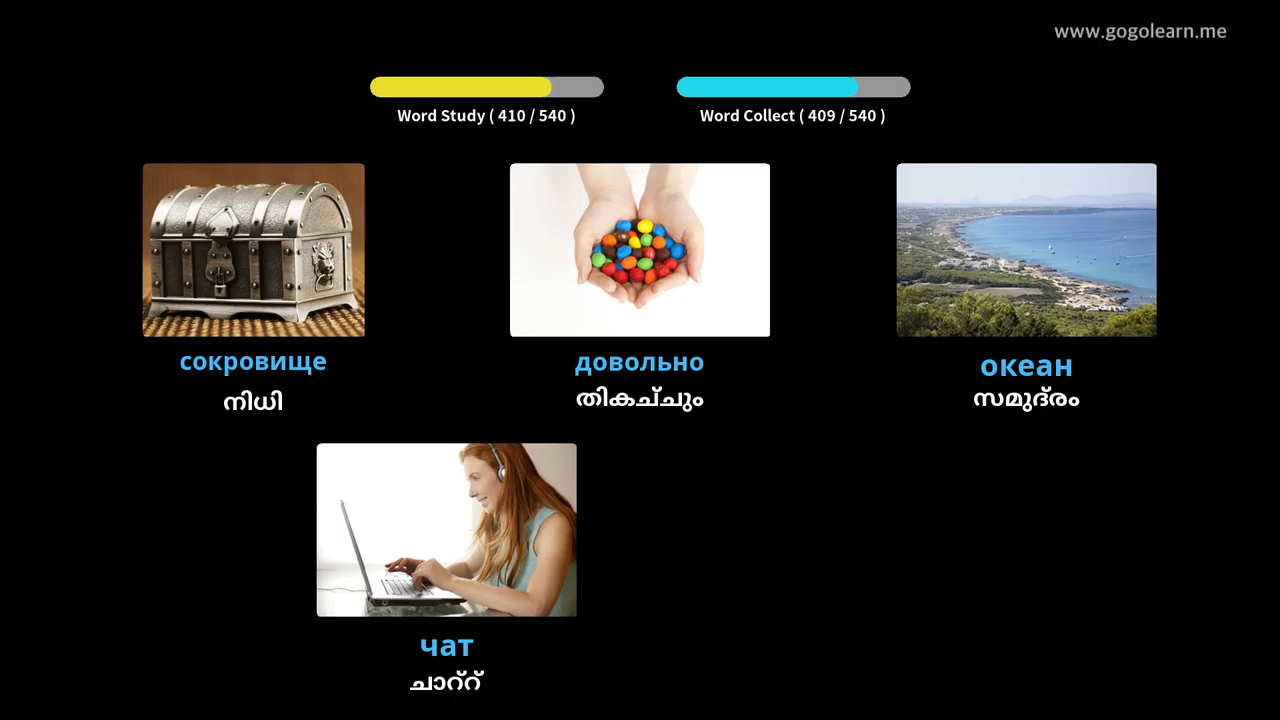 www.gogolearn.me
Word Study ( 410 / 540 )
Word Collect ( 409 / 540 )
сокровище
നിധി
довольно
തികച്ചും
океан
സമുദ്രം
чат
ചാറ്റ്